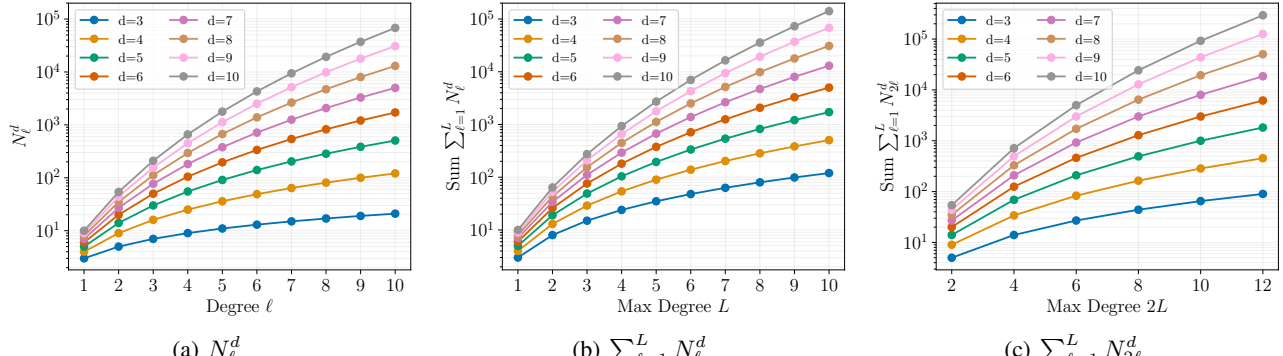 d=3
d=4
d=5
d=6
d=7
d=8
d=9
d=10
10^5
10^4
10^3
10^2
10^1
N_ℓ^d
1 2 3 4 5 6 7 8 9 10
Degree ℓ
d=3
d=4
d=5
d=6
d=7
d=8
d=9
d=10
10^5
10^4
10^3
10^2
10^1
Sum ∑_{ℓ=1}^L N_ℓ^d
1 2 3 4 5 6 7 8 9 10
Max Degree L
d=3
d=4
d=5
d=6
d=7
d=8
d=9
d=10
10^5
10^4
10^3
10^2
10^1
Sum ∑_{ℓ=1}^L N_{2ℓ}^d
2 4 6 8 10 12
Max Degree 2L
(a) N_ℓ^d
(b) ∑_{ℓ=1}^L N_ℓ^d
(c) ∑_{ℓ=1}^L N_{2ℓ}^d